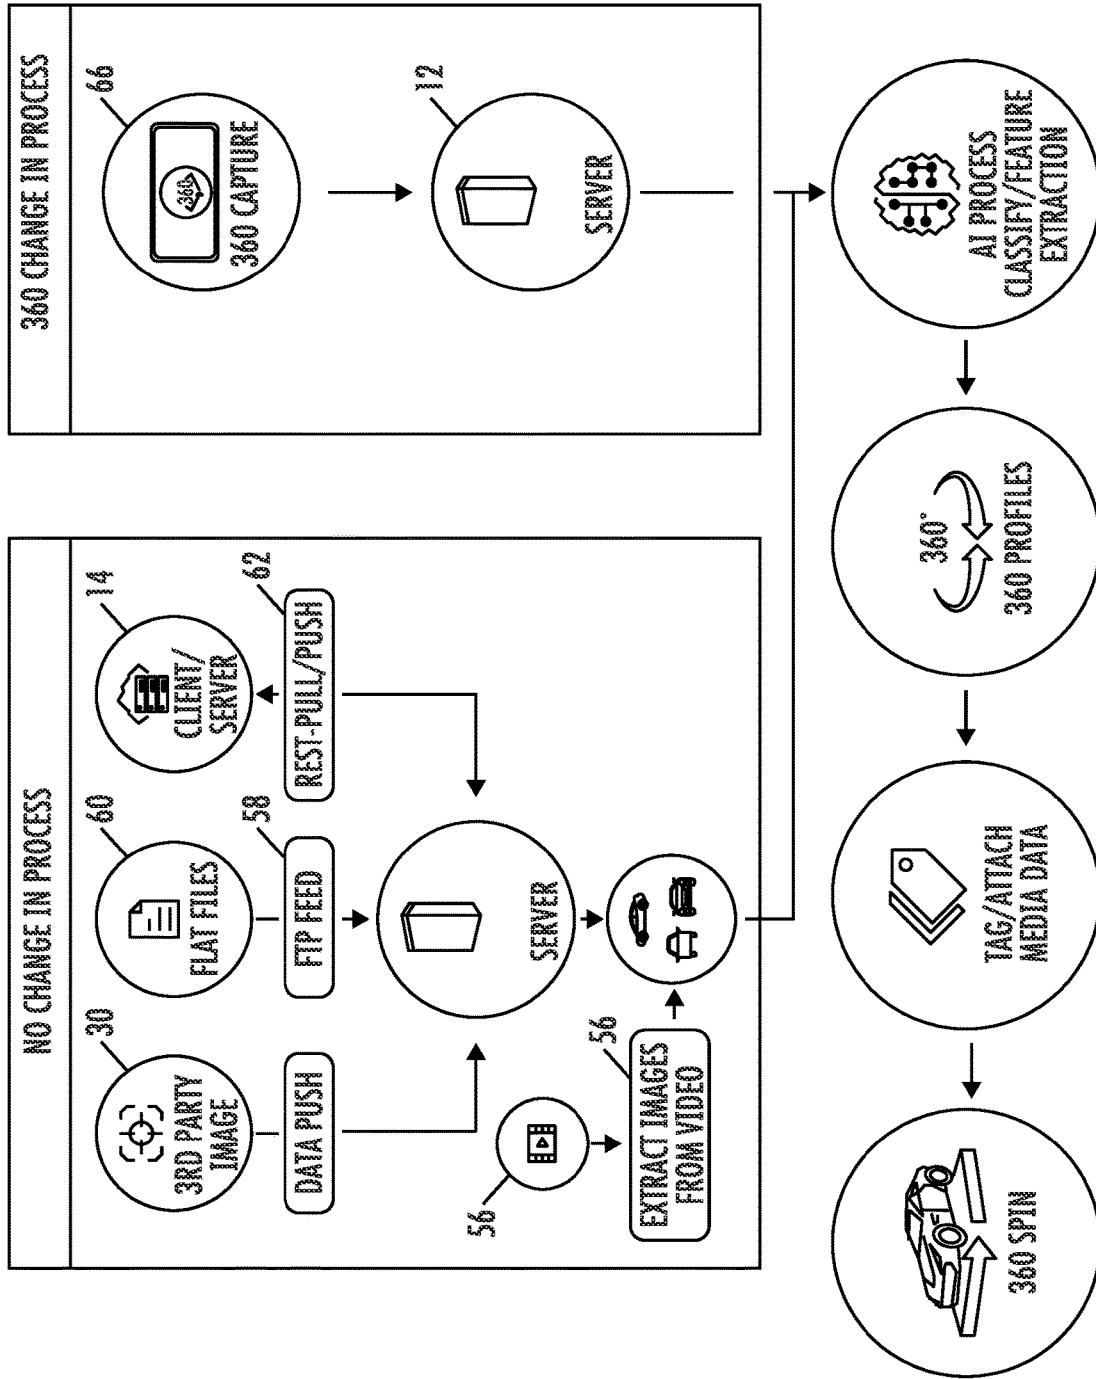 NO CHANGE IN PROCESS
30
3RD PARTY
IMAGE
DATA PUSH
60
FLAT FILES
58
FTP FEED
14
CLIENT/
SERVER
62
REST-PULL/PUSH
SERVER
56
56
EXTRACT IMAGES
FROM VIDEO
360 CHANGE IN PROCESS
66
360
360 CAPTURE
12
SERVER
AI PROCESS
CLASSIFY/FEATURE
EXTRACTION
360°
360 PROFILES
TAG/ATTACH
MEDIA DATA
360 SPIN